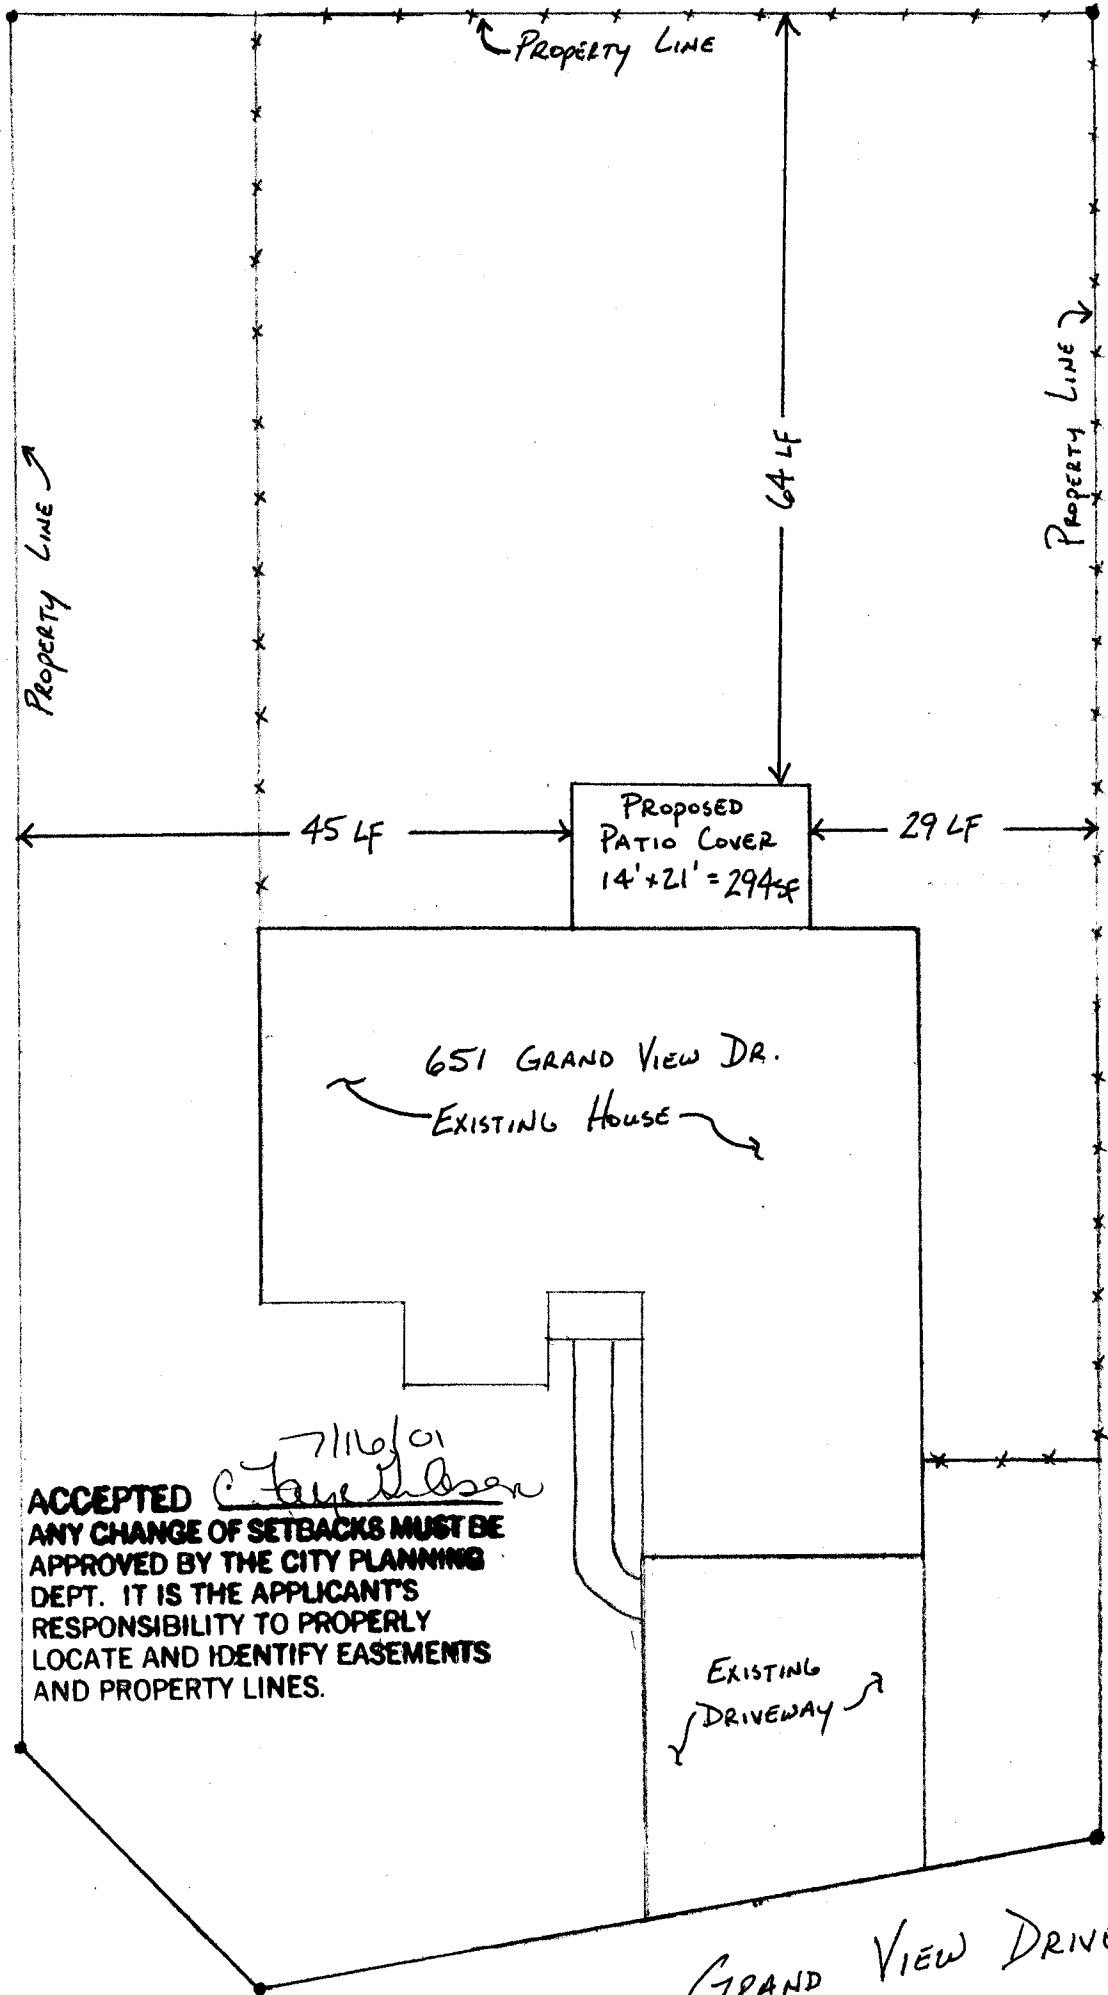 Property Line
Property Line
64 LF
Property Line
45 LF
Proposed
Patio Cover
14'x21' = 294SF
29 LF
651 Grand View Dr.
Existing House
7/16/01
ACCEPTED C. Faye Gibson
ANY CHANGE OF SETBACKS MUST BE
APPROVED BY THE CITY PLANNING
DEPT. IT IS THE APPLICANT'S
RESPONSIBILITY TO PROPERLY
LOCATE AND IDENTIFY EASEMENTS
AND PROPERTY LINES.
Existing
Driveway
Grand View Drive